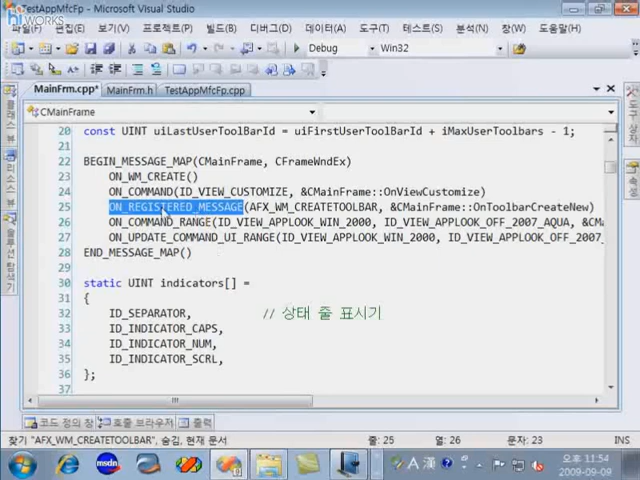 TestAppMfcFp - Microsoft Visual Studio
hi
파일(F) 편집(E) 보기(V) 프로젝트(P) 빌드(B) 디버그(D) 데이터(A) 도구(T) 테스트(S) 분석(N) 창(W) 도움말(H)
Debug Win32
MainFrm.cpp* MainFrm.h TestAppMfcFp.cpp
CMainFrame
20 const UINT uiLastUserToolBarId = uiFirstUserToolBarId + iMaxUserToolbars - 1;
21
22 BEGIN_MESSAGE_MAP(CMainFrame, CFrameWndEx)
23 ON_WM_CREATE()
24 ON_COMMAND(ID_VIEW_CUSTOMIZE, &CMainFrame::OnViewCustomize)
25 ON_REGISTERED_MESSAGE(AFX_WM_CREATETOOLBAR, &CMainFrame::OnToolbarCreateNew)
26 ON_COMMAND_RANGE(ID_VIEW_APPLOOK_WIN_2000, ID_VIEW_APPLOOK_OFF_2007_AQUA, &CMa
27 ON_UPDATE_COMMAND_UI_RANGE(ID_VIEW_APPLOOK_WIN_2000, ID_VIEW_APPLOOK_OFF_2007_
28 END_MESSAGE_MAP()
29
30 static UINT indicators[] =
31 {
32 ID_SEPARATOR, // 상태 줄 표시기
33 ID_INDICATOR_CAPS,
34 ID_INDICATOR_NUM,
35 ID_INDICATOR_SCRL,
36 };
37
코드 정의 창 호출 브라우저 출력
찾기 "AFX_WM_CREATETOOLBAR", 숨김, 현재 문서 줄: 25 열: 26 문자: 23 INS
msdn A 漢 오후 11:54
2009-09-09